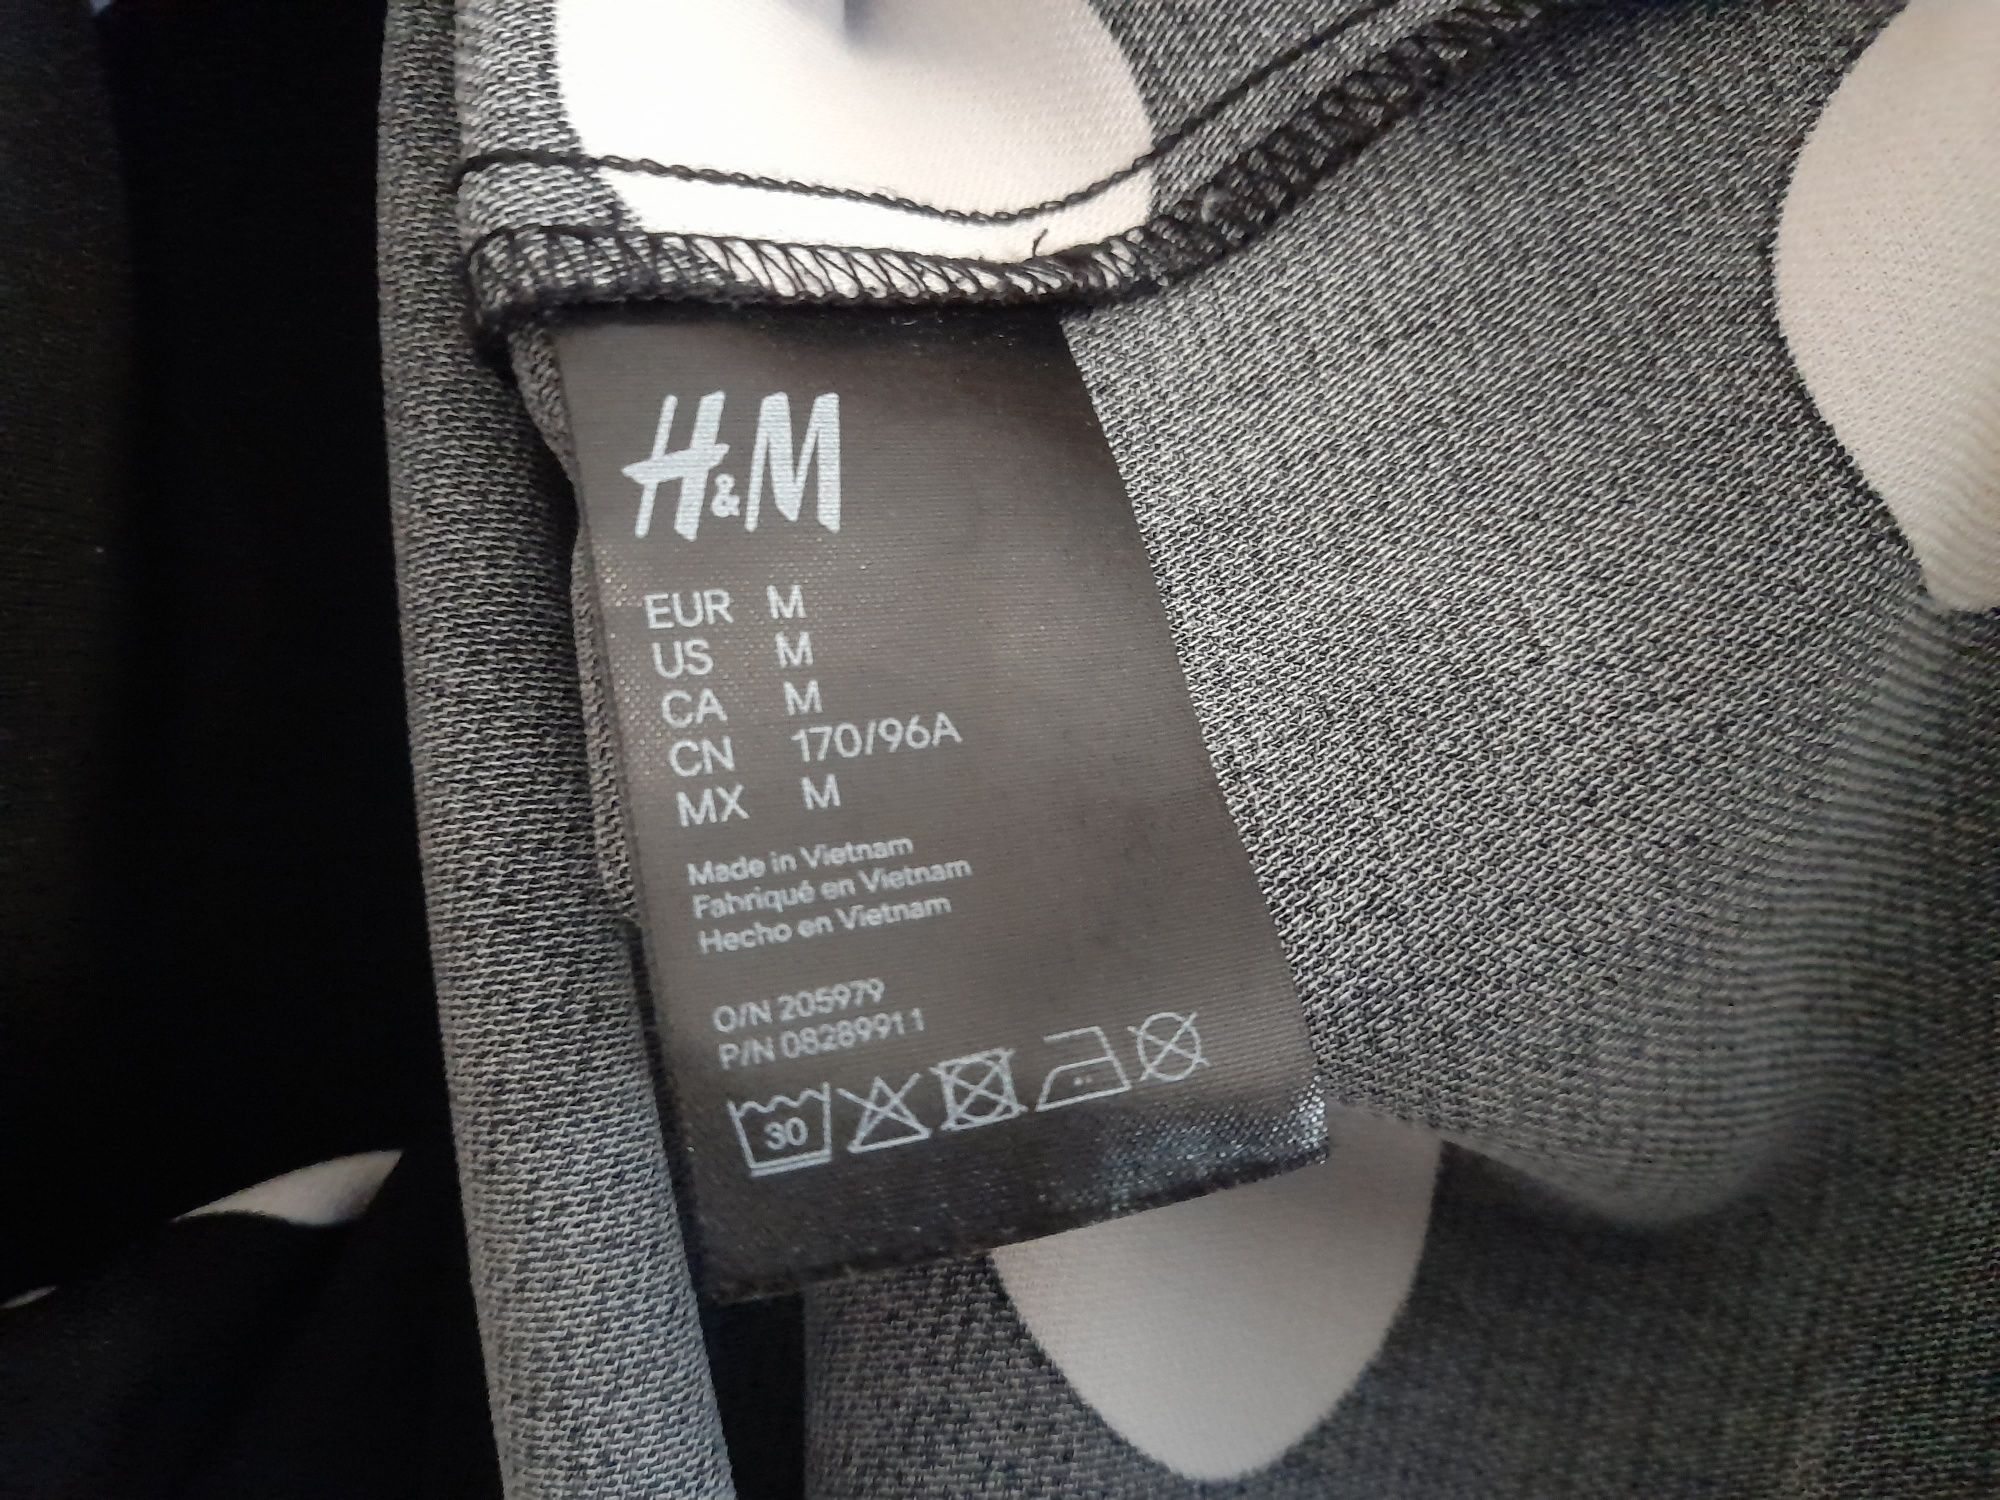 H&M
EUR M
US M
CA M
CN 170/96A
MX M
Made in Vietnam
Fabriqué en Vietnam
Hecho en Vietnam
O/N 205979
P/N 08289911
30